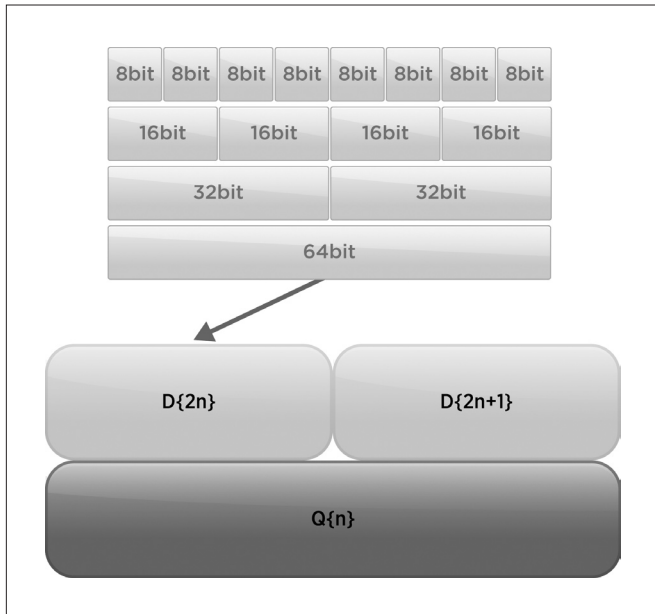 8bit 8bit 8bit 8bit 8bit 8bit 8bit 8bit
16bit 16bit 16bit 16bit
32bit 32bit
64bit
D{2n} D{2n+1}
Q{n}